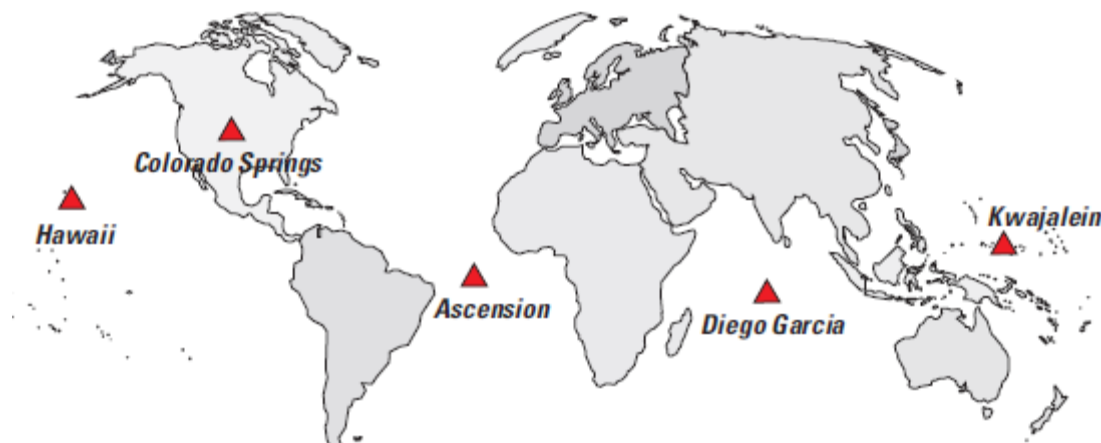 Colorado Springs
Hawaii
Kwajalein
Ascension
Diego Garcia